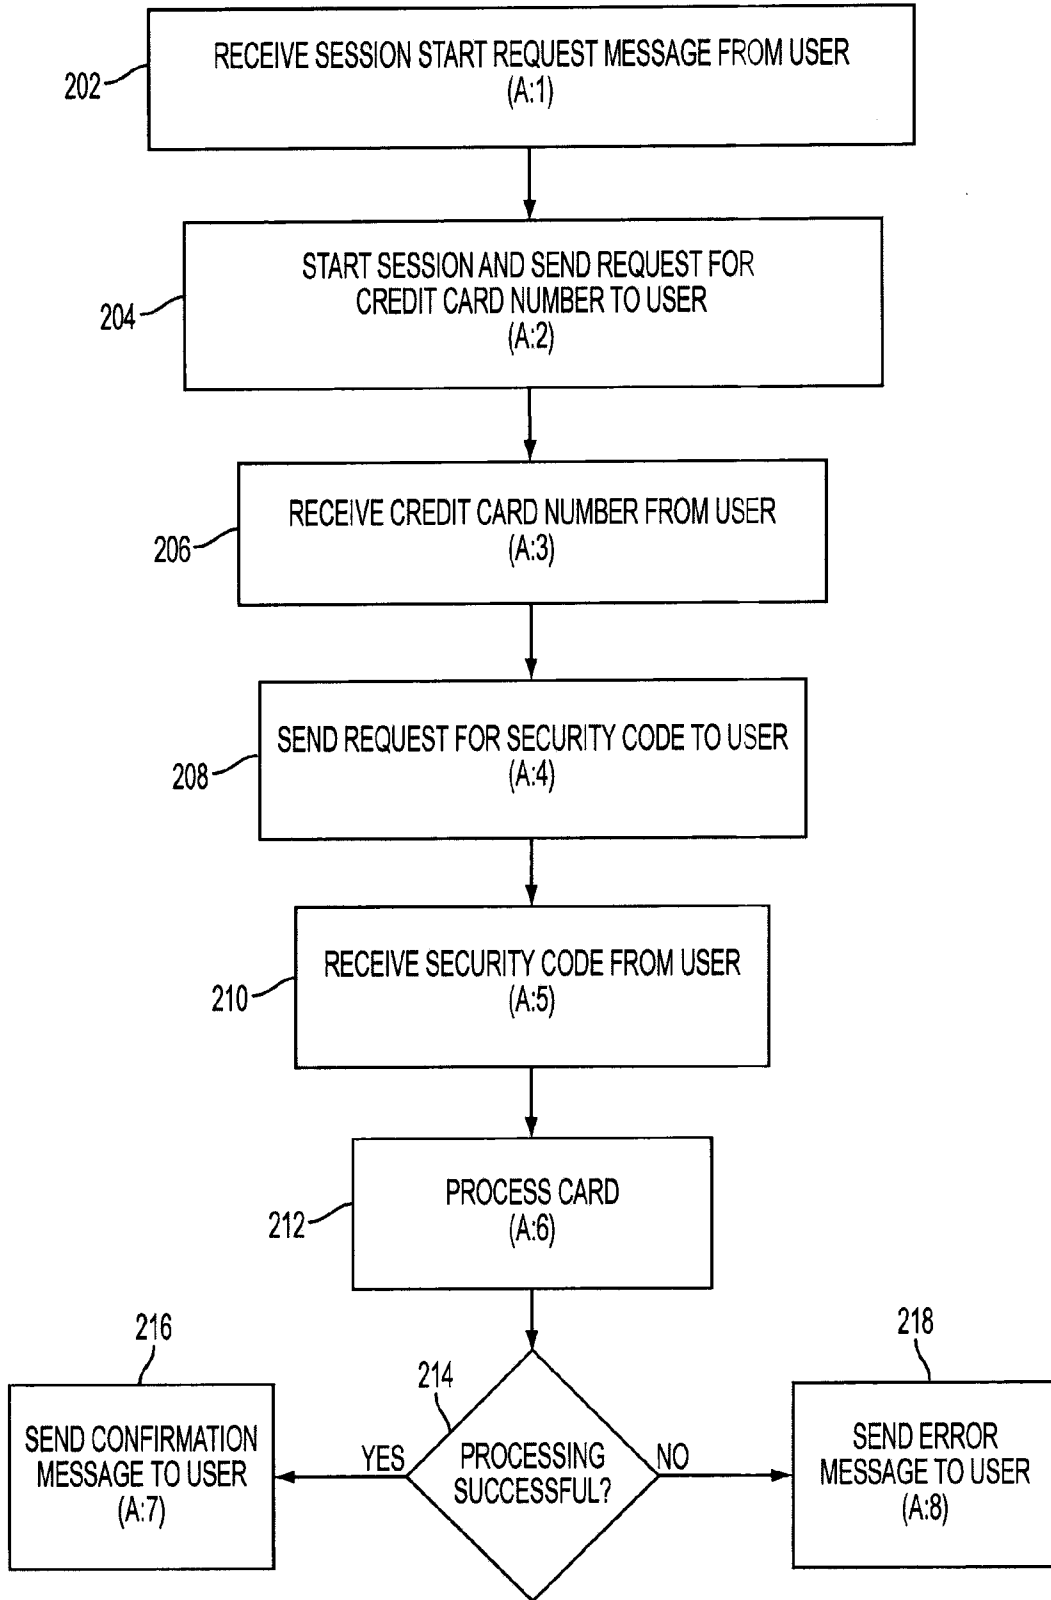 RECEIVE SESSION START REQUEST MESSAGE FROM USER
(A:1)
202
START SESSION AND SEND REQUEST FOR
CREDIT CARD NUMBER TO USER
(A:2)
204
RECEIVE CREDIT CARD NUMBER FROM USER
(A:3)
206
SEND REQUEST FOR SECURITY CODE TO USER
(A:4)
208
RECEIVE SECURITY CODE FROM USER
(A:5)
210
PROCESS CARD
(A:6)
212
216
218
214
SEND CONFIRMATION
MESSAGE TO USER
(A:7)
YES
PROCESSING
SUCCESSFUL?
NO
SEND ERROR
MESSAGE TO USER
(A:8)